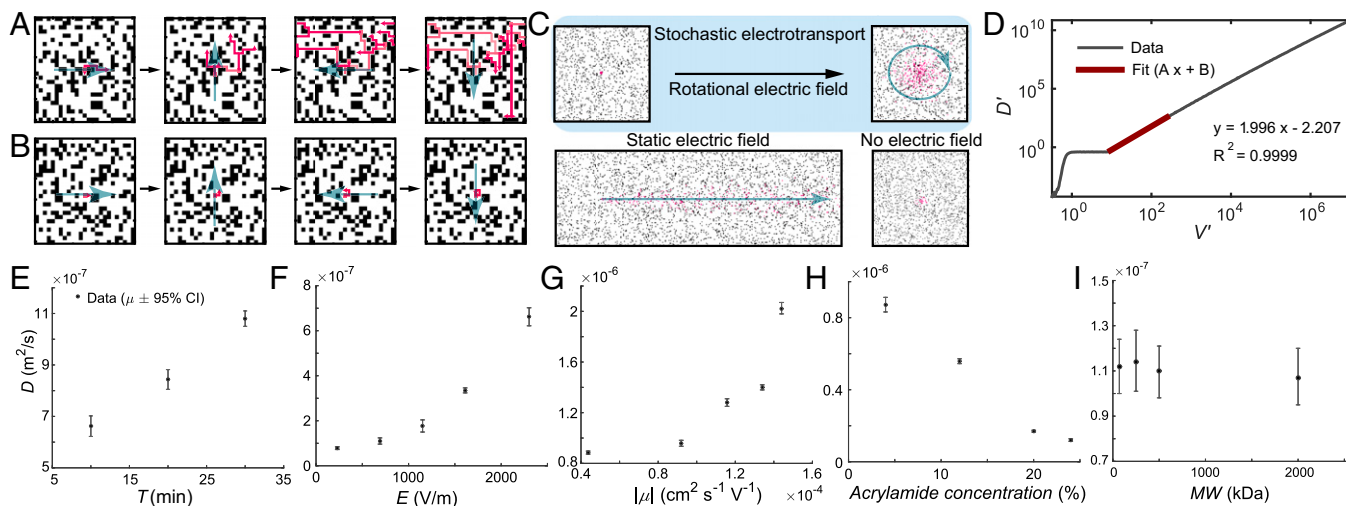 A
B
C
Stochastic electrotransport
Rotational electric field
Static electric field
No electric field
D
10^10
10^5
10^0
D'
Data
Fit (A x + B)
y = 1.996 x - 2.207
R^2 = 0.9999
10^0 10^2 10^4 10^6
V'
E
×10^-7
Data (μ ± 95% CI)
11
9
7
5
D (m^2/s)
5 15 25 35
T (min)
F
×10^-7
8
6
4
2
0
0 1000 2000
E (V/m)
G
×10^-6
2
1.8
1.4
1
0.6
0.4 0.8 1.2 1.6
×10^-4
|μ| (cm^2 s^-1 V^-1)
H
×10^-6
0.8
0.4
0
0 10 20
Acrylamide concentration (%)
I
×10^-7
1.5
1.3
1.1
0.9
0.7
0 500 1000 1500 2000
MW (kDa)